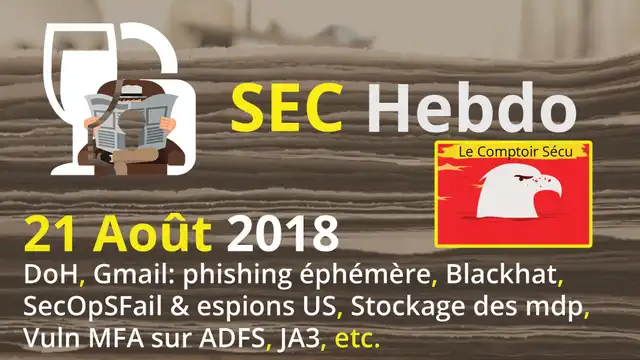 SEC Hebdo
Le Comptoir Sécu
21 Août 2018
DoH, Gmail: phishing éphémère, Blackhat,
SecOpSFail & espions US, Stockage des mdp,
Vuln MFA sur ADFS, JA3, etc.